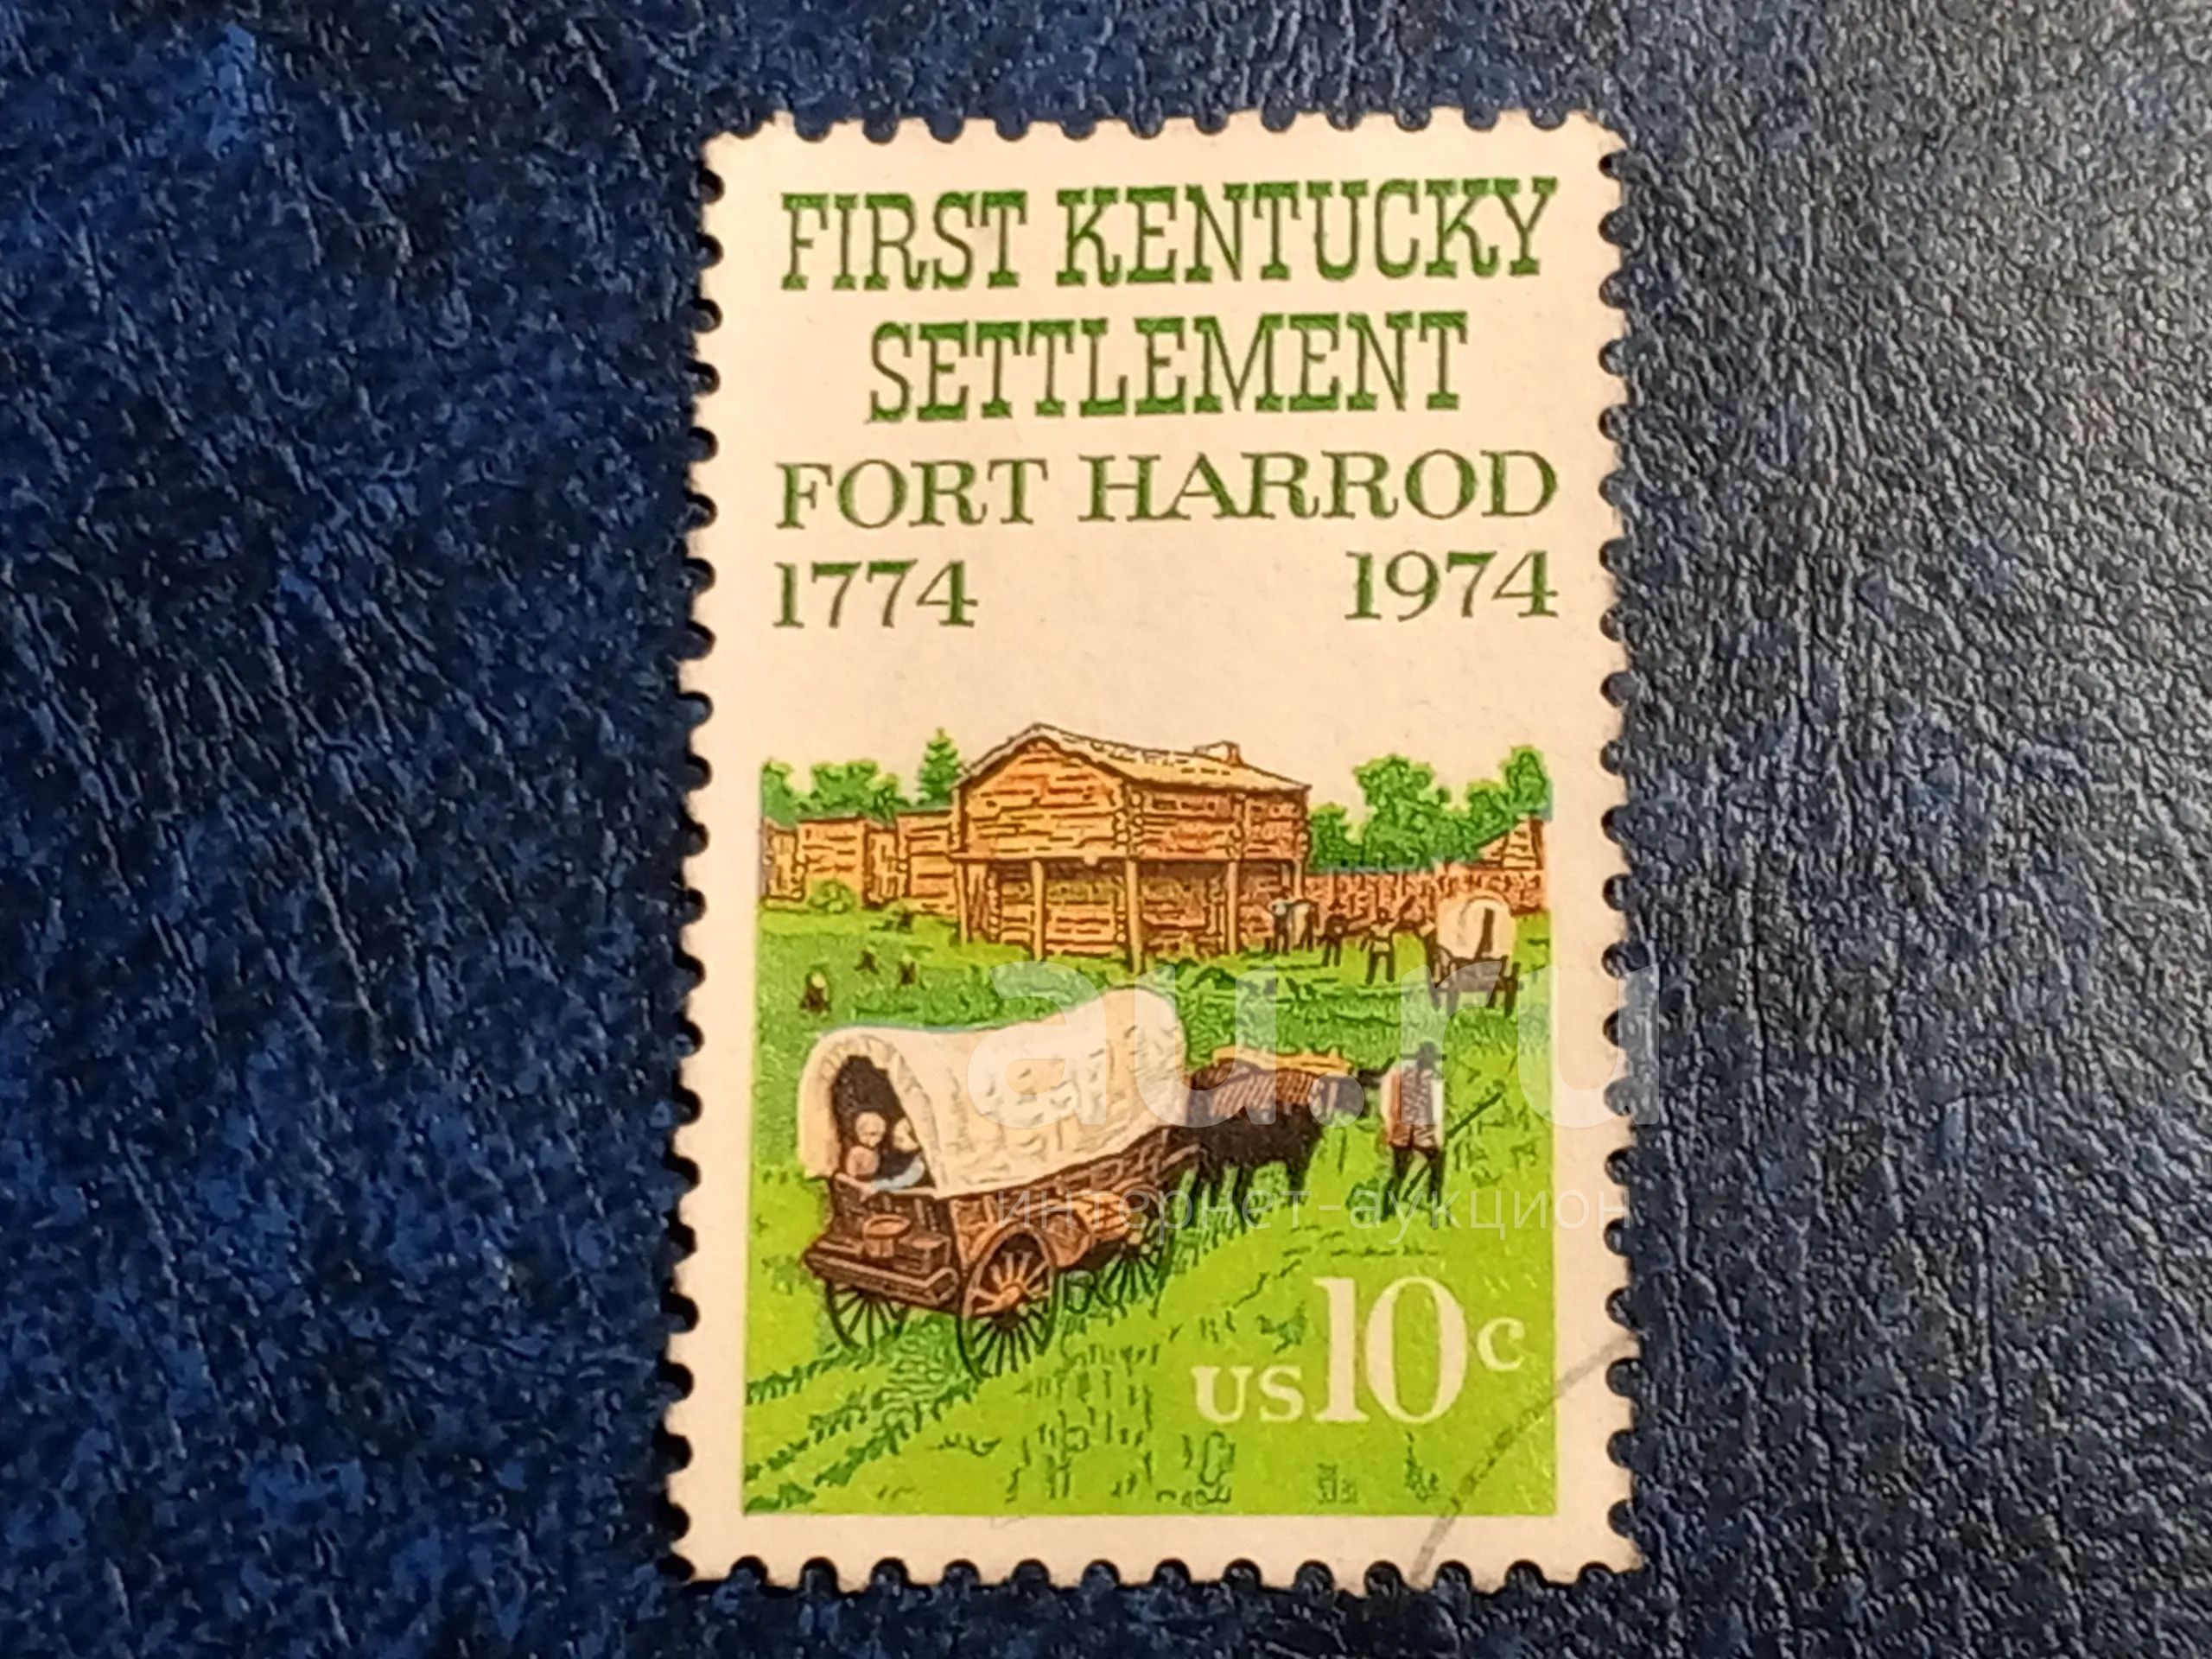 FIRST KENTUCKY
SETTLEMENT
FORT HARROD
1774 1974
au.ru
интернет-аукцион
US10c